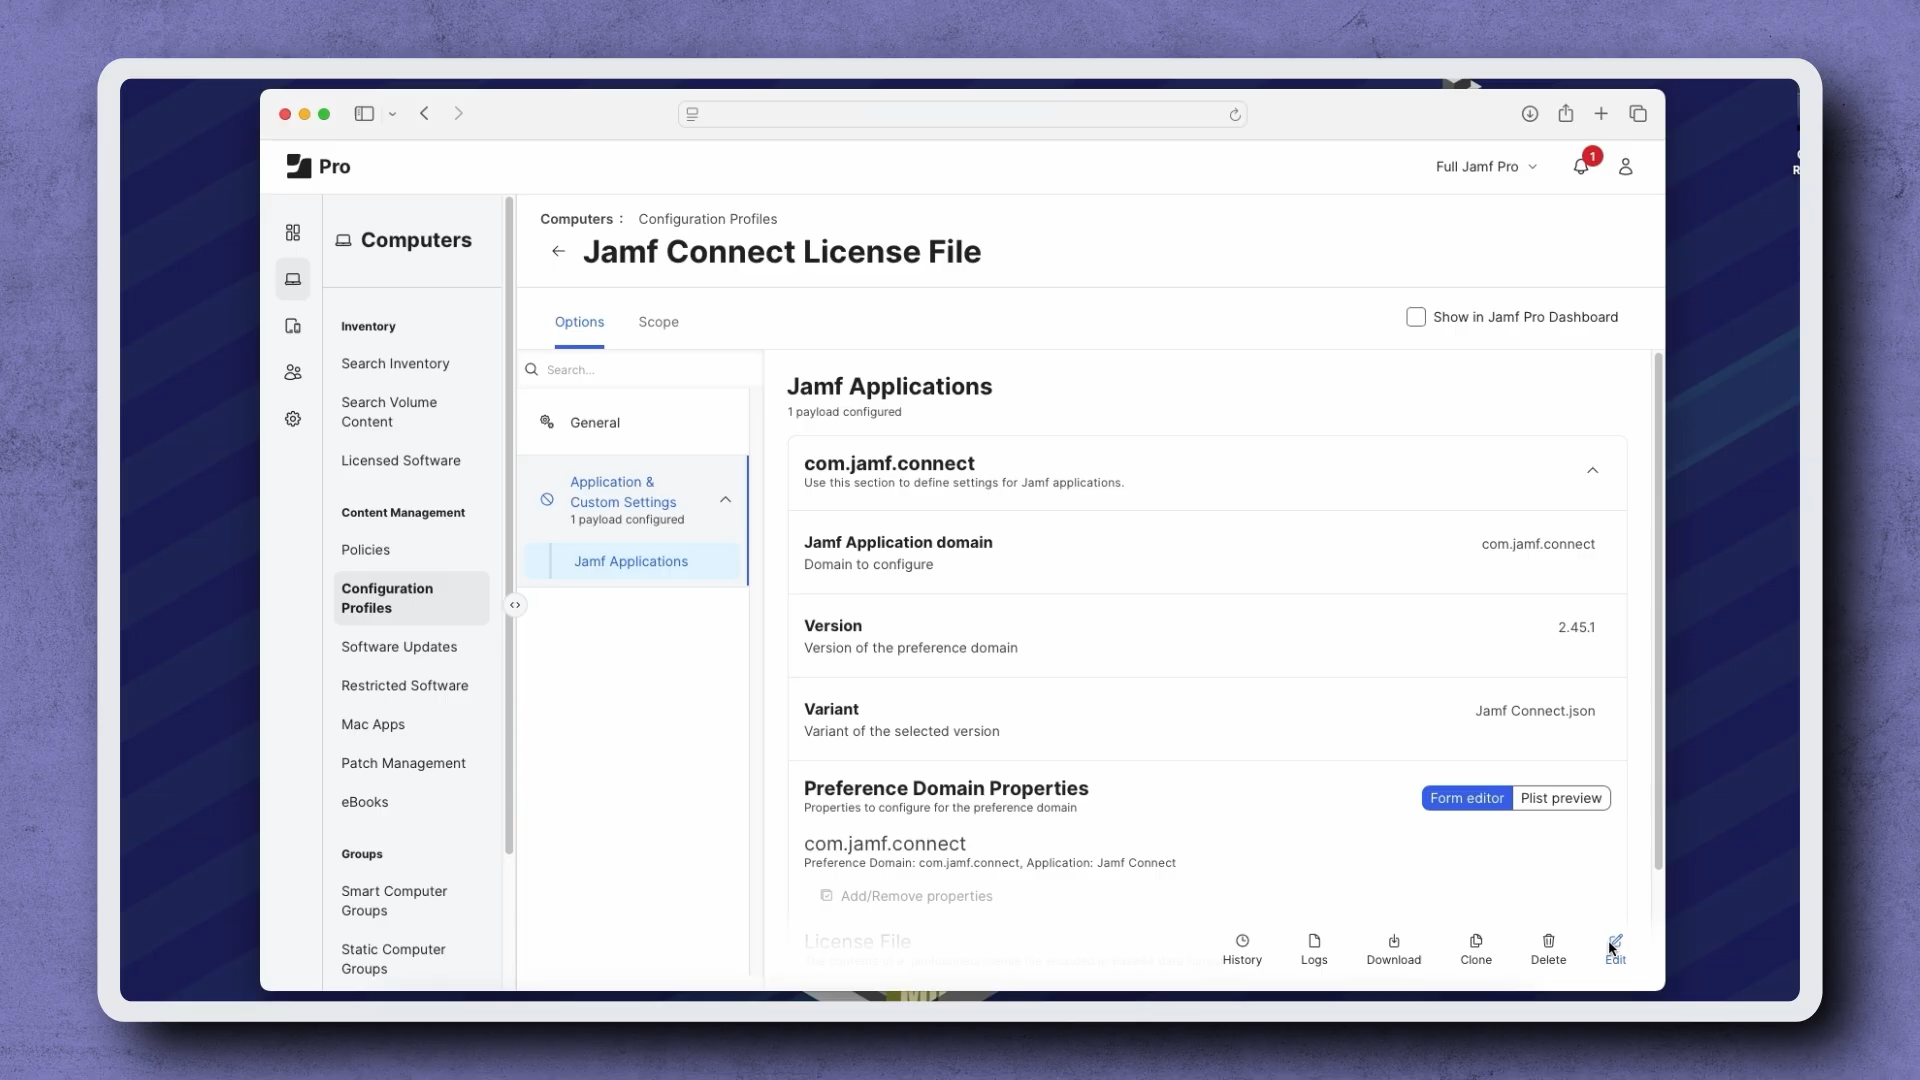 Pro
Full Jamf Pro
1
Computers
Inventory
Search Inventory
Search Volume
Content
Licensed Software
Content Management
Policies
Configuration
Profiles
Software Updates
Restricted Software
Mac Apps
Patch Management
eBooks
Groups
Smart Computer
Groups
Static Computer
Groups
Computers : Configuration Profiles
Jamf Connect License File
Options
Scope
Show in Jamf Pro Dashboard
Search...
General
Application &
Custom Settings
1 payload configured
Jamf Applications
Jamf Applications
1 payload configured
com.jamf.connect
Use this section to define settings for Jamf applications.
Jamf Application domain
com.jamf.connect
Domain to configure
Version
2.45.1
Version of the preference domain
Variant
Jamf Connect.json
Variant of the selected version
Preference Domain Properties
Properties to configure for the preference domain
Form editor
Plist preview
com.jamf.connect
Preference Domain: com.jamf.connect, Application: Jamf Connect
Add/Remove properties
License File
History
Logs
Download
Clone
Delete
Edit